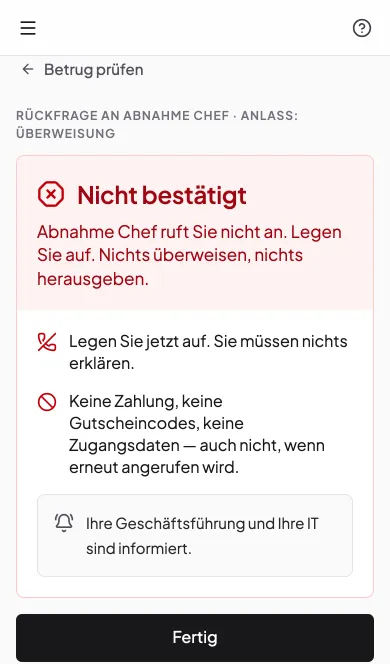 Betrug prüfen
RÜCKFRAGE AN ABNAHME CHEF · ANLASS:
ÜBERWEISUNG
Nicht bestätigt
Abnahme Chef ruft Sie nicht an. Legen
Sie auf. Nichts überweisen, nichts
herausgeben.
Legen Sie jetzt auf. Sie müssen nichts
erklären.
Keine Zahlung, keine
Gutscheincodes, keine
Zugangsdaten — auch nicht, wenn
erneut angerufen wird.
Ihre Geschäftsführung und Ihre IT
sind informiert.
Fertig